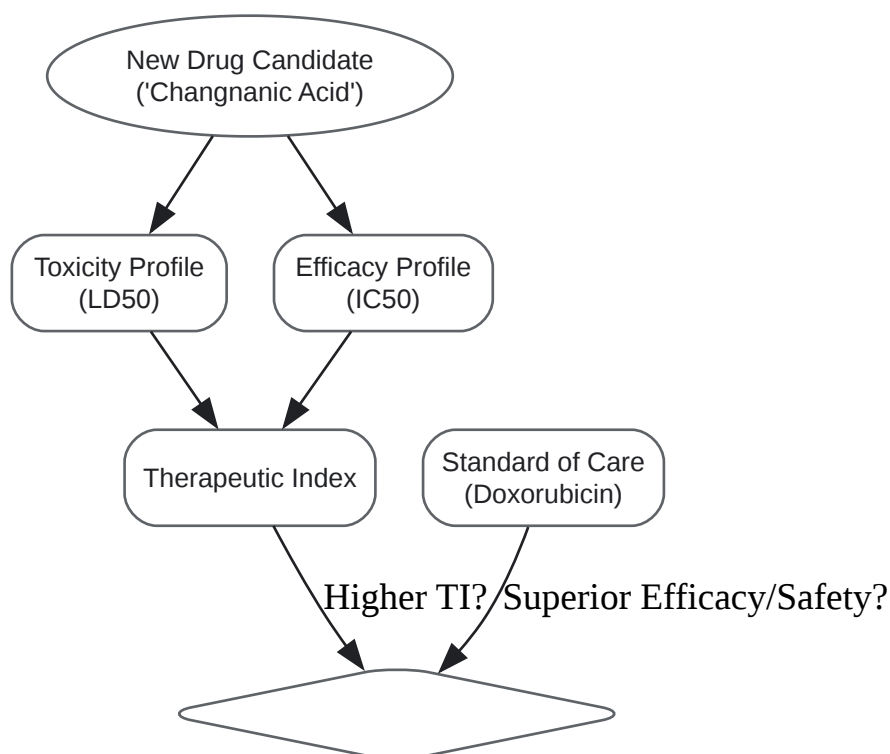 New Drug Candidate
('Changnanic Acid')
Toxicity Profile
(LD50)
Efficacy Profile
(IC50)
Therapeutic Index
Standard of Care
(Doxorubicin)
Higher TI?
Superior Efficacy/Safety?